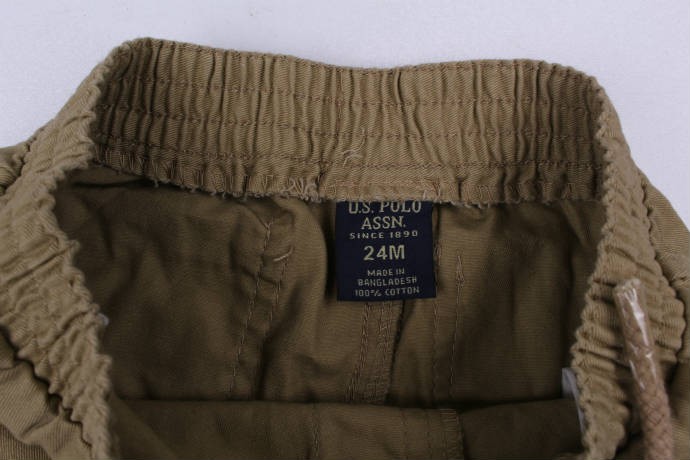 U.S. POLO
ASSN.
SINCE 1890
24M
MADE IN
BANGLADESH
100% COTTON